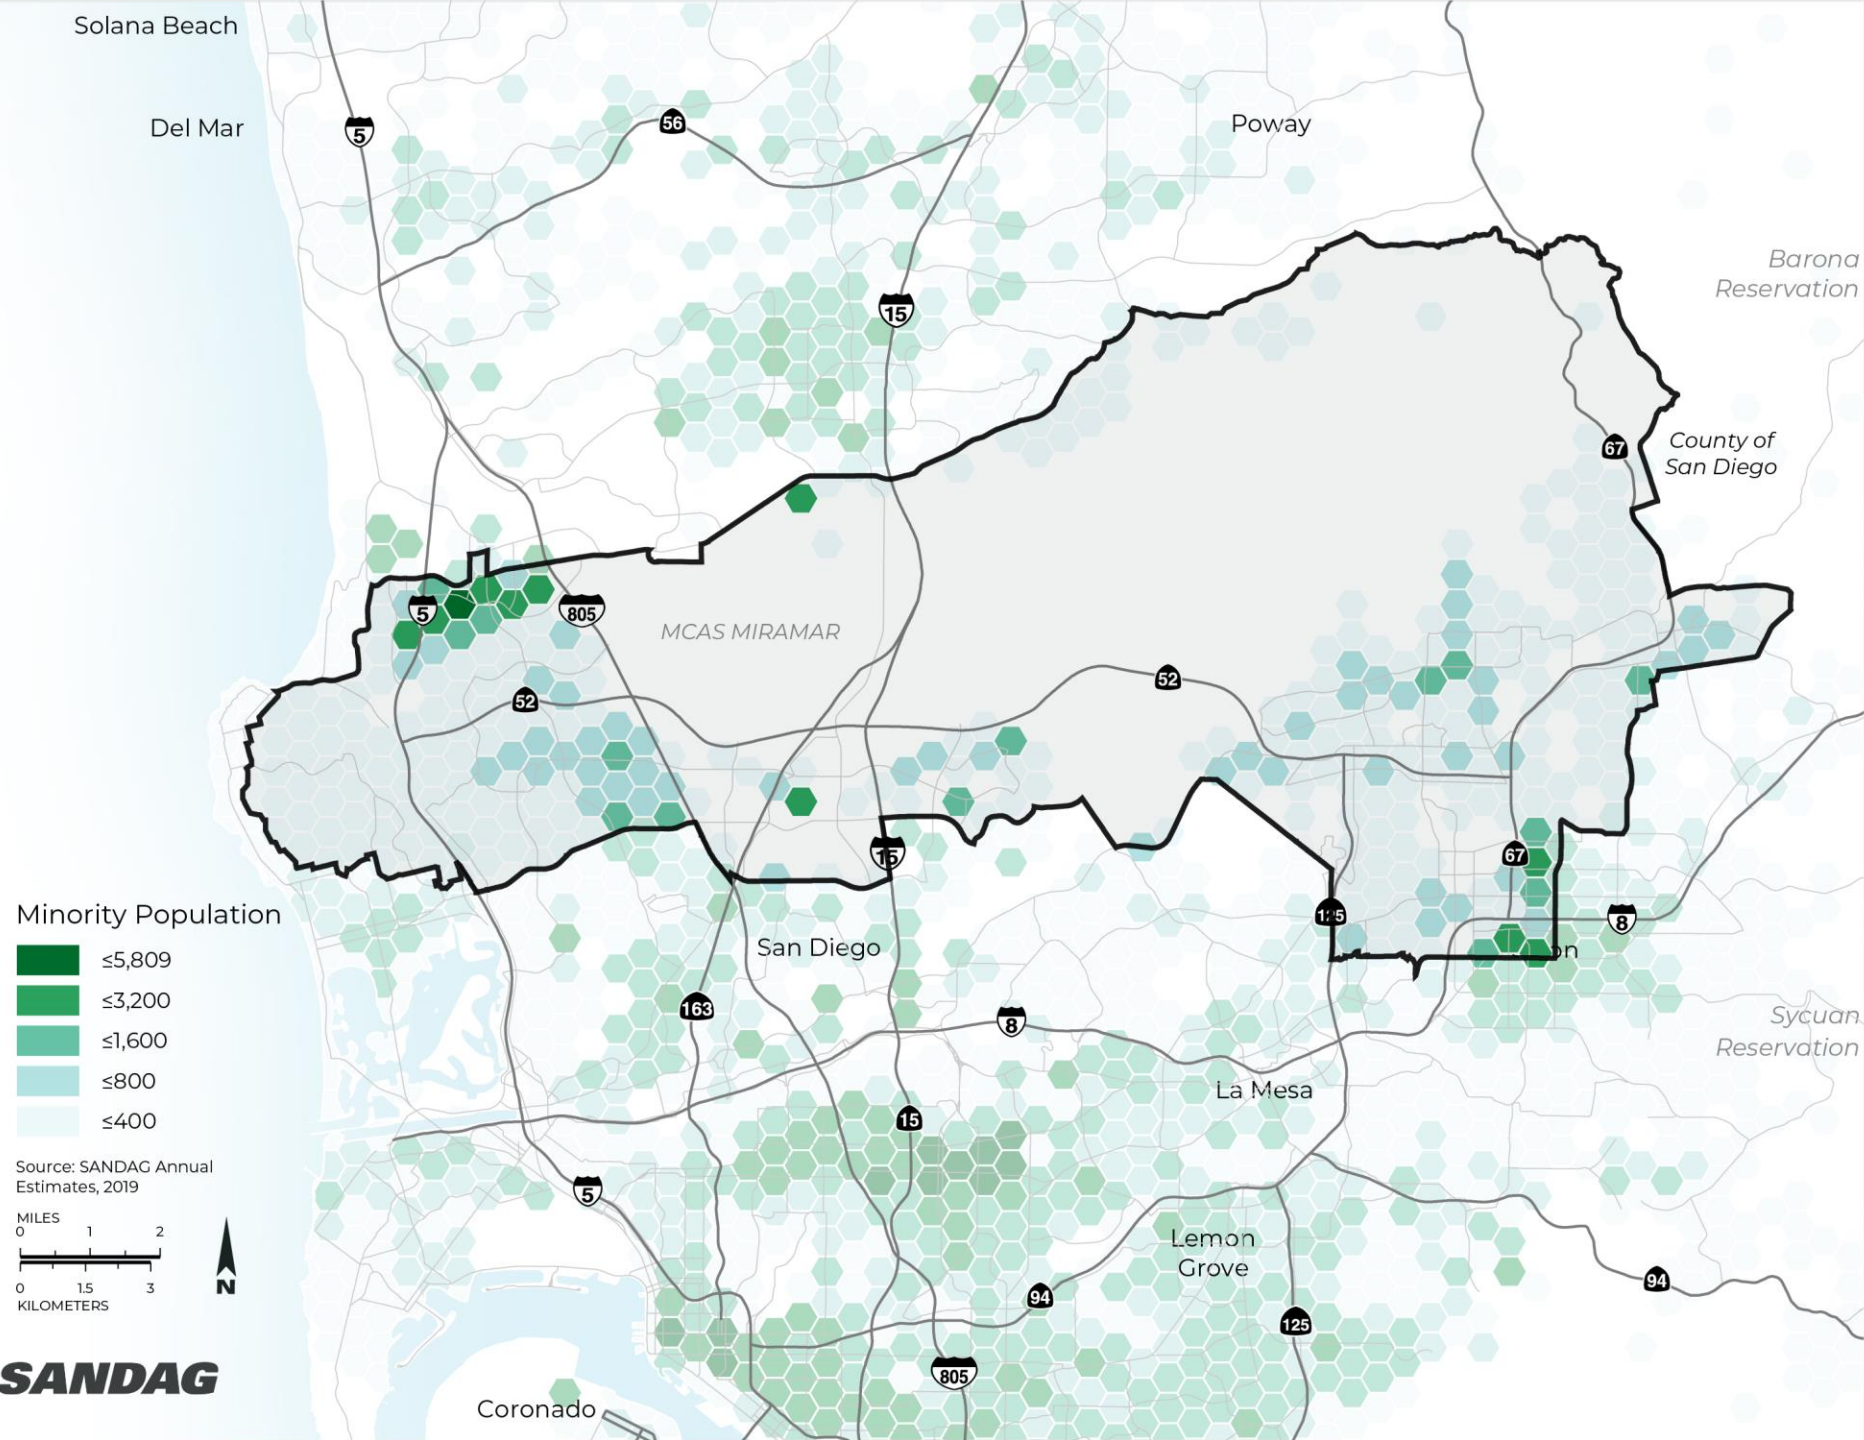 Solana Beach
Del Mar
5
56
Poway
15
Barona
Reservation
67
County of
San Diego
5
805
MCAS MIRAMAR
52
52
15
67
125
8
on
Minority Population
≤5,809
≤3,200
≤1,600
≤800
≤400
San Diego
163
8
Sycuan
Reservation
La Mesa
15
5
Source: SANDAG Annual
Estimates, 2019
MILES
0 1 2
0 1.5 3
KILOMETERS
N
Lemon
Grove
94
94
125
805
SANDAG
Coronado